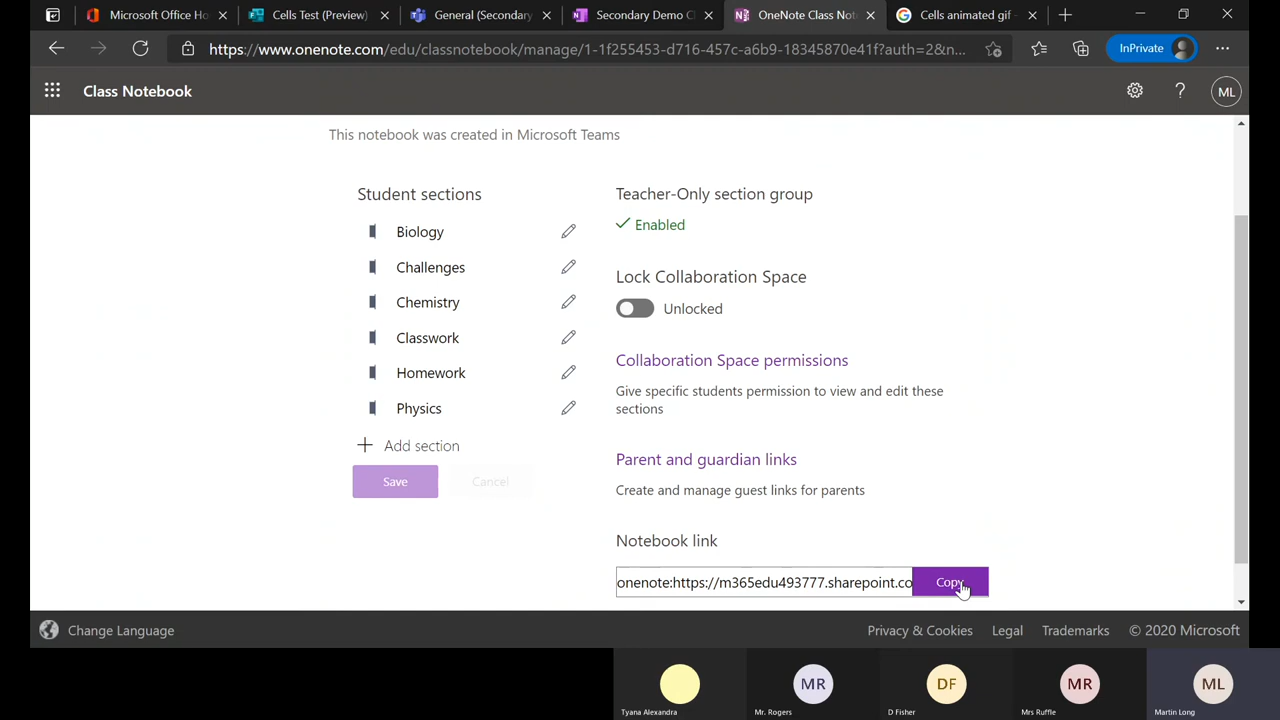 Microsoft Office Ho
Cells Test (Preview)
General (Secondary
Secondary Demo Cl
OneNote Class Not
Cells animated gif -
https://www.onenote.com/edu/classnotebook/manage/1-1f255453-d716-457c-a6b9-18345870e41f?auth=2&n...
InPrivate
Class Notebook
ML
This notebook was created in Microsoft Teams
Student sections
Biology
Challenges
Chemistry
Classwork
Homework
Physics
Add section
Save
Cancel
Teacher-Only section group
Enabled
Lock Collaboration Space
Unlocked
Collaboration Space permissions
Give specific students permission to view and edit these
sections
Parent and guardian links
Create and manage guest links for parents
Notebook link
onenote:https://m365edu493777.sharepoint.co
Copy
Change Language
Privacy & Cookies
Legal
Trademarks
© 2020 Microsoft
Tyana Alexandra
MR
Mr. Rogers
DF
D Fisher
MR
Mrs Ruffle
ML
Martin Long